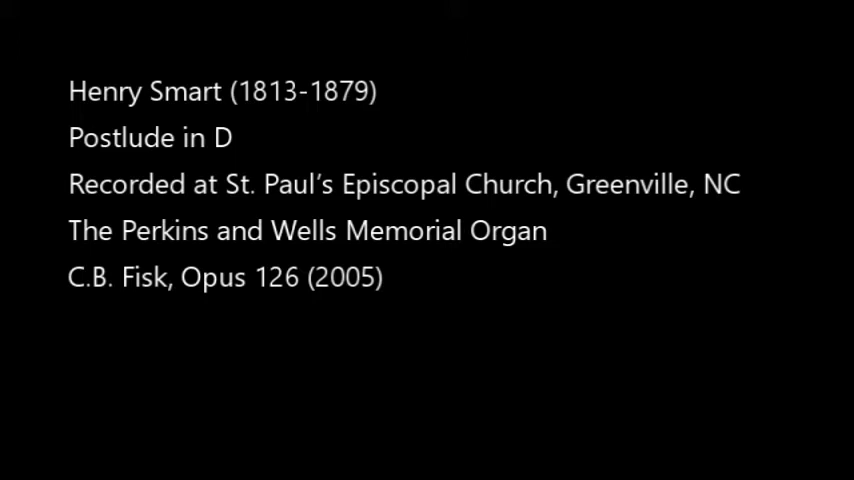 Henry Smart (1813-1879)
Postlude in D
Recorded at St. Paul’s Episcopal Church, Greenville, NC
The Perkins and Wells Memorial Organ
C.B. Fisk, Opus 126 (2005)